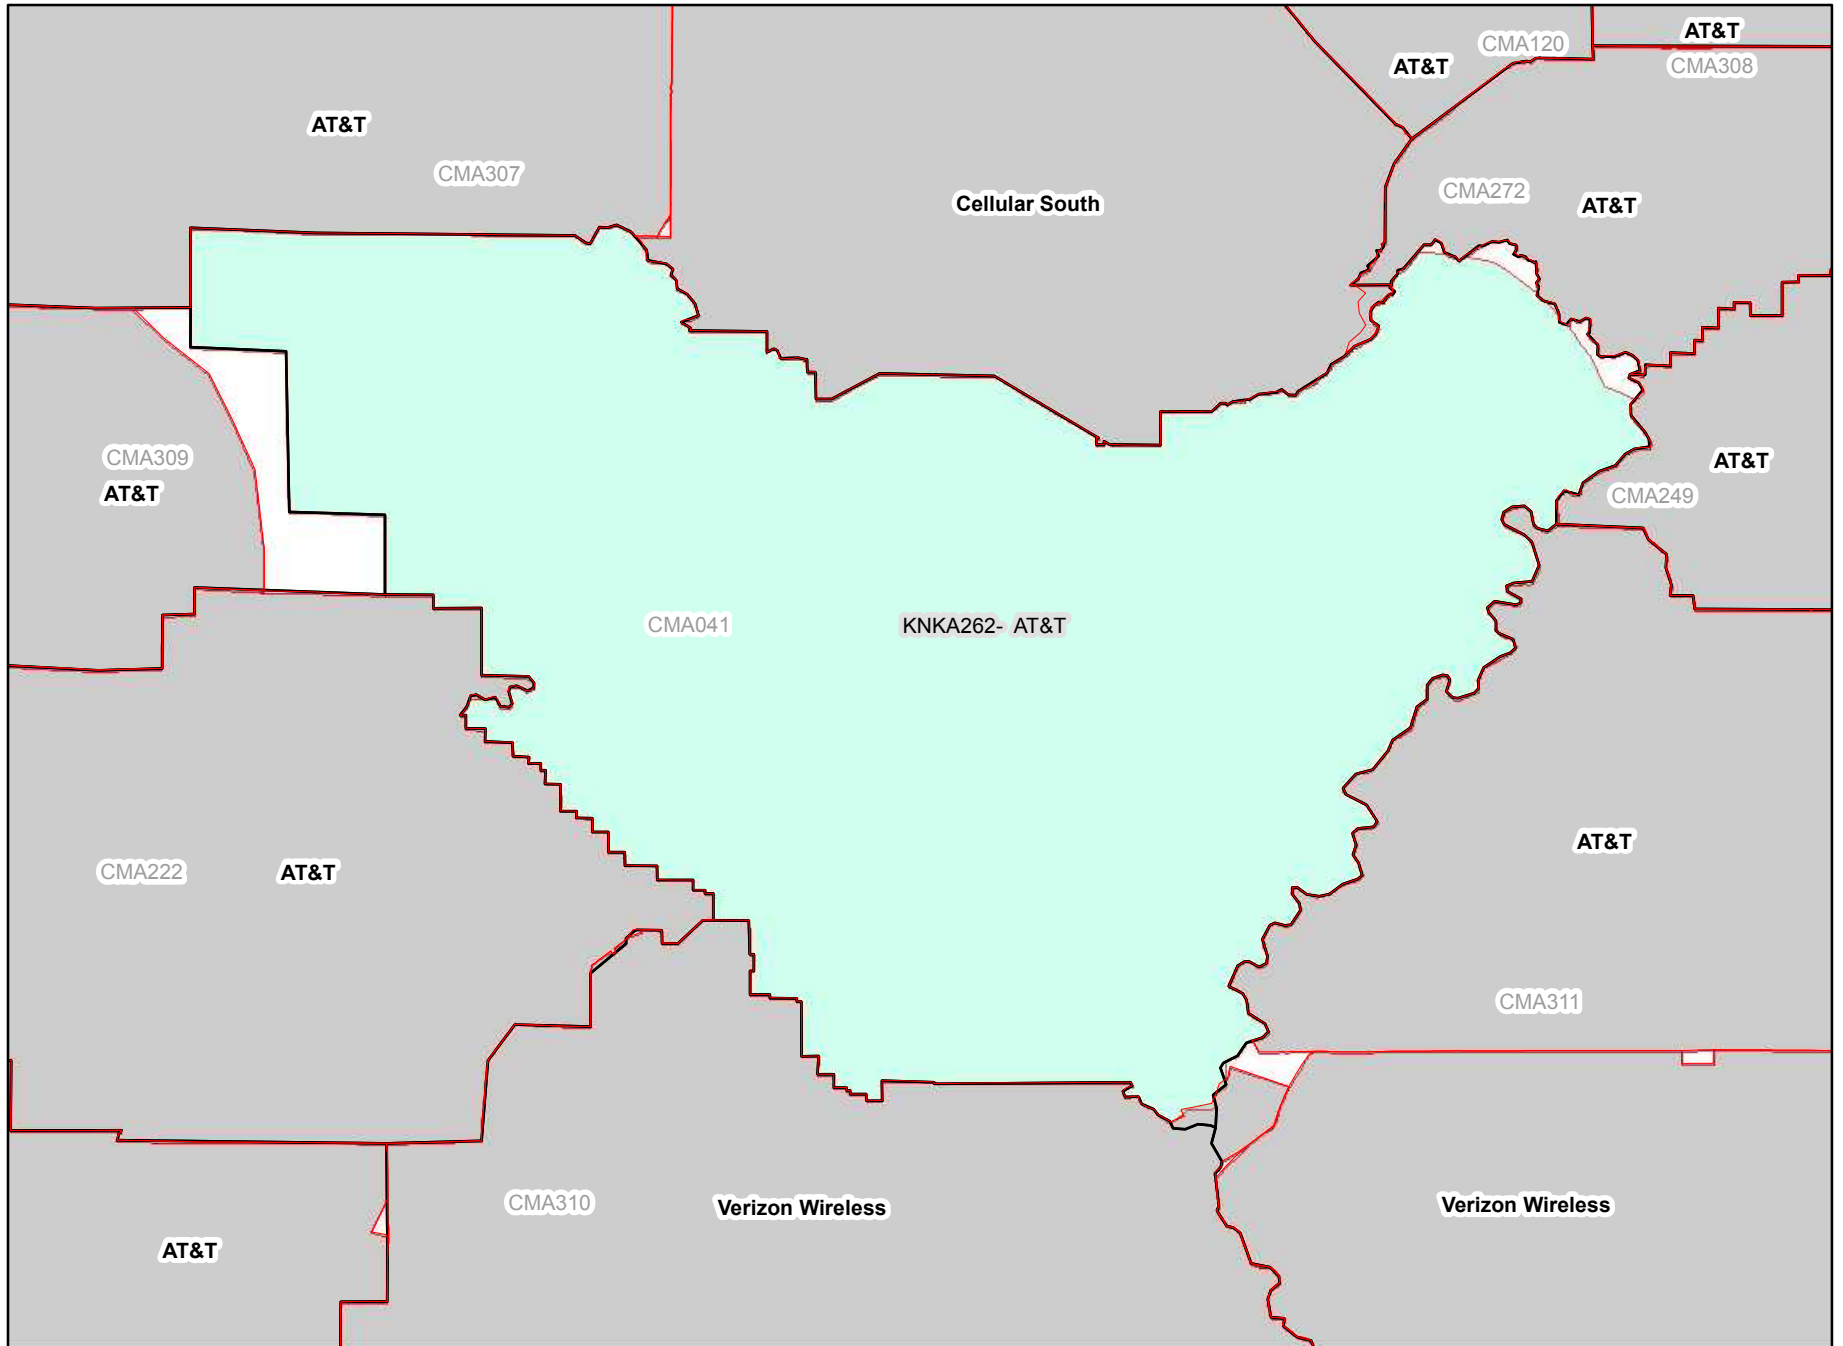 AT&T
CMA120
AT&T
CMA308
AT&T
CMA307
CMA272
AT&T
Cellular South
CMA309
AT&T
AT&T
CMA249
CMA041
KNKA262- AT&T
CMA222
AT&T
AT&T
CMA311
CMA310
Verizon Wireless
Verizon Wireless
AT&T